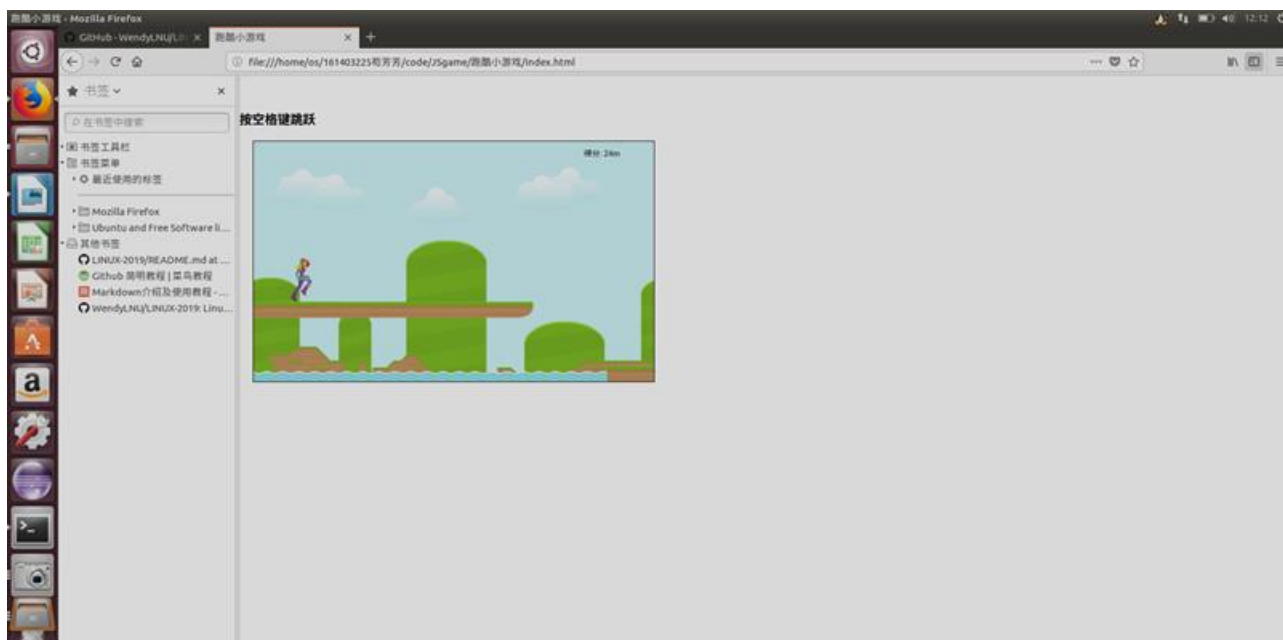 跑酷小游戏 - Mozilla Firefox
12:12
GitHub - WendyLNU/LI
跑酷小游戏
file:///home/os/161403225荀芳芳/code/JSgame/跑酷小游戏/index.html
书签
在书签中搜索
书签工具栏
书签菜单
最近使用的标签
Mozilla Firefox
Ubuntu and Free Software li...
其他书签
LINUX-2019/README.md at ...
Github 简明教程 | 菜鸟教程
Markdown介绍及使用教程 - ...
WendyLNU/LINUX-2019: Linu...
按空格键跳跃
得分: 24m